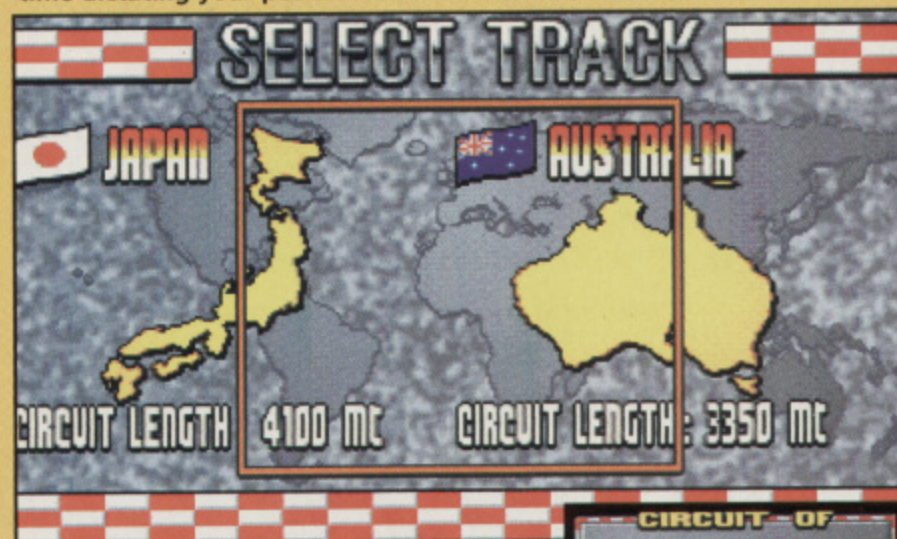 SELECT TRACK
JAPAN
AUSTRALIA
CIRCUIT LENGTH : 4100 mt
CIRCUIT LENGTH : 3350 mt
CIRCUIT OF